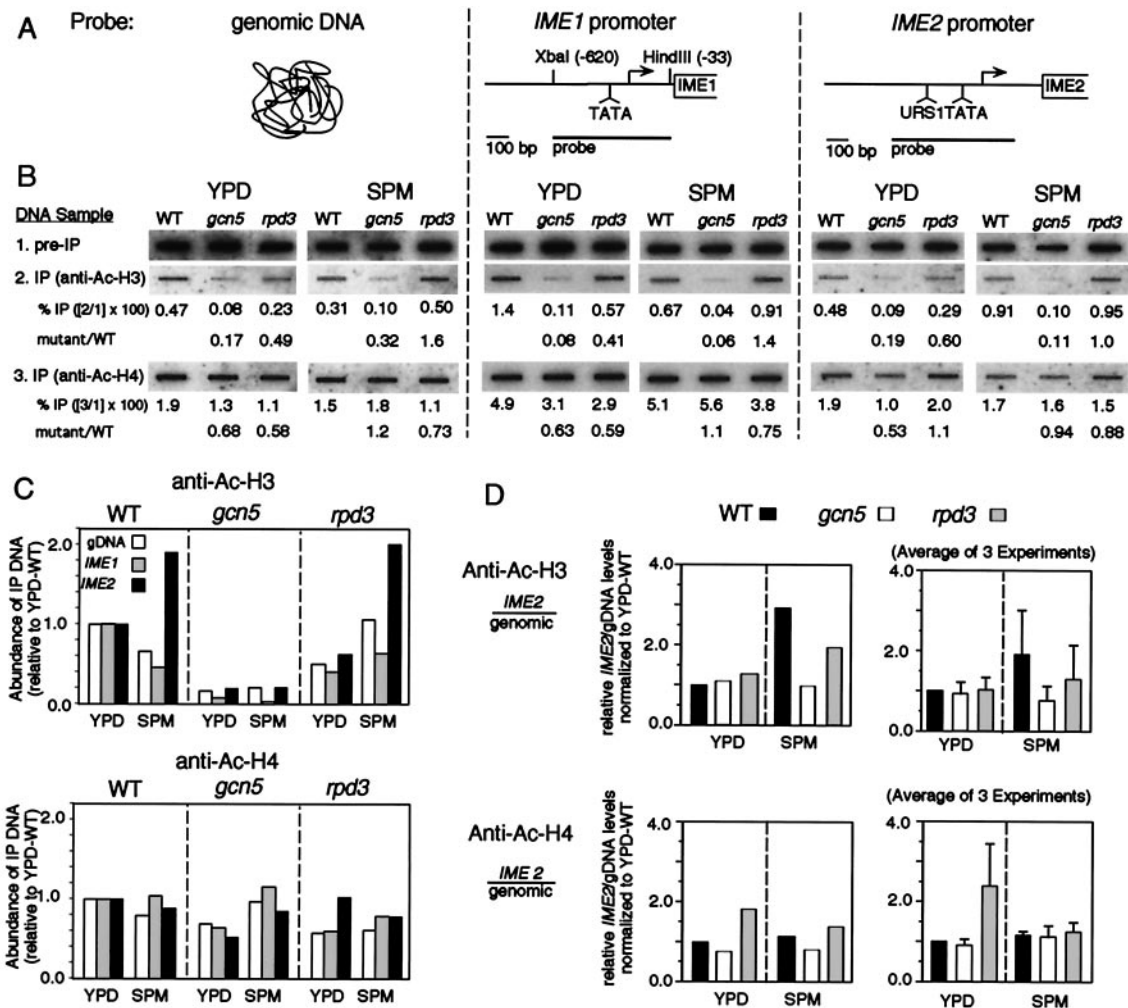 A
Probe:
genomic DNA
IME1 promoter
IME2 promoter
XbaI (-620) HindIII (-33)
IME1
TATA
100 bp probe
IME2
URS1TATA
100 bp probe
B
YPD SPM YPD SPM YPD SPM
DNA Sample WT gcn5 rpd3 WT gcn5 rpd3 WT gcn5 rpd3 WT gcn5 rpd3 WT gcn5 rpd3 WT gcn5 rpd3
1. pre-IP
2. IP (anti-Ac-H3)
% IP ([2/1] x 100) 0.47 0.08 0.23 0.31 0.10 0.50 1.4 0.11 0.57 0.67 0.04 0.91 0.48 0.09 0.29 0.91 0.10 0.95
mutant/WT 0.17 0.49 0.32 1.6 0.08 0.41 0.06 1.4 0.19 0.60 0.11 1.0
3. IP (anti-Ac-H4)
% IP ([3/1] x 100) 1.9 1.3 1.1 1.5 1.8 1.1 4.9 3.1 2.9 5.1 5.6 3.8 1.9 1.0 2.0 1.7 1.6 1.5
mutant/WT 0.68 0.58 1.2 0.73 0.63 0.59 1.1 0.75 0.53 1.1 0.94 0.88
C
anti-Ac-H3
WT gcn5 rpd3
Abundance of IP DNA
(relative to YPD-WT)
2.0
1.0
0.0
gDNA
IME1
IME2
YPD SPM YPD SPM YPD SPM
anti-Ac-H4
WT gcn5 rpd3
Abundance of IP DNA
(relative to YPD-WT)
2.0
1.0
0.0
YPD SPM YPD SPM YPD SPM
D
WT gcn5 rpd3
Anti-Ac-H3
IME2
genomic
relative IME2/gDNA levels
normalized to YPD-WT
4.0
2.0
0.0
YPD SPM
(Average of 3 Experiments)
4.0
2.0
0.0
YPD SPM
Anti-Ac-H4
IME 2
genomic
relative IME2/gDNA levels
normalized to YPD-WT
4.0
2.0
0.0
YPD SPM
(Average of 3 Experiments)
4.0
2.0
0.0
YPD SPM